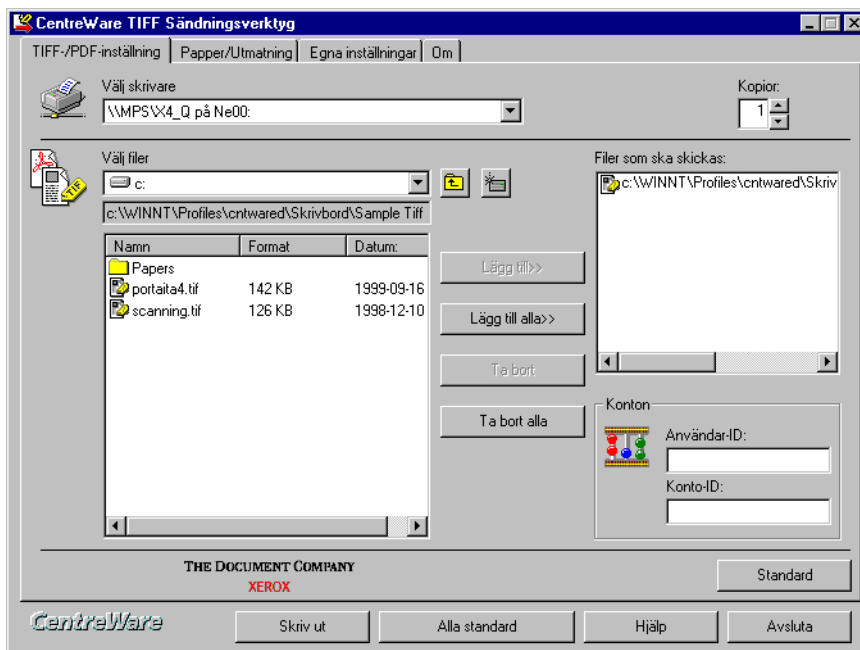 CentreWare TIFF Sändningsverktyg
TIFF-/PDF-inställning
Papper/Utmatning
Egna inställningar
Om
Välj skrivare
Kopior:
\\MPS\X4_Q på Ne00:
1
TIF
Välj filer
Filer som ska skickas:
c:
c:\WINNT\Profiles\cntwared\Skriv
c:\WINNT\Profiles\cntwared\Skrivbord\Sample Tiff
Namn Format Datum:
Papers
portaita4.tif 142 KB 1999-09-16
scanning.tif 126 KB 1998-12-10
Lägg till>>
Lägg till alla>>
Ta bort
Ta bort alla
Konton
Användar-ID:
Konto-ID:
THE DOCUMENT COMPANY
XEROX
Standard
CentreWare
Skriv ut
Alla standard
Hjälp
Avsluta